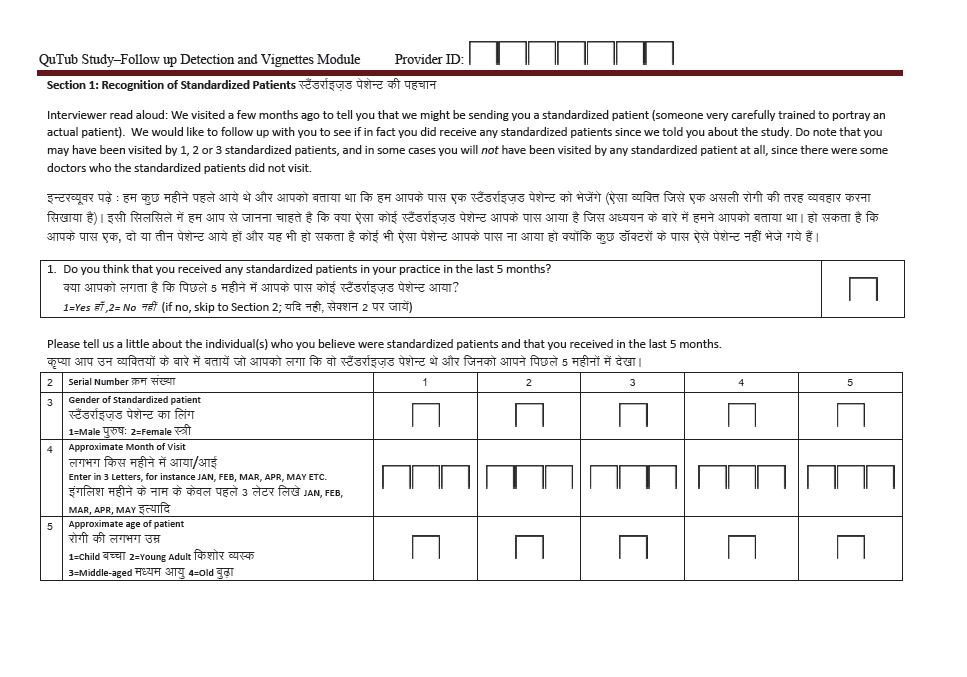 QuTub Study–Follow up Detection and Vignettes Module Provider ID:
Section 1: Recognition of Standardized Patients स्टैंडर्राइज़ड पेशेन्ट की पहचान
Interviewer read aloud: We visited a few months ago to tell you that we might be sending you a standardized patient (someone very carefully trained to portray an
actual patient). We would like to follow up with you to see if in fact you did receive any standardized patients since we told you about the study. Do note that you
may have been visited by 1, 2 or 3 standardized patients, and in some cases you will not have been visited by any standardized patient at all, since there were some
doctors who the standardized patients did not visit.
इन्टरव्यूवर पढ़े : हम कुछ महीने पहले आये थे और आपको बताया था कि हम आपके पास एक स्टैंडर्राइज़ड पेशेन्ट को भेजेंगे (ऐसा व्यक्ति जिसे एक असली रोगी की तरह व्यवहार करना
सिखाया है)। इसी सिलसिले में हम आप से जानना चाहते है कि क्या ऐसा कोई स्टैंडर्राइज़ड पेशेन्ट आपके पास आया है जिस अध्ययन के बारे में हमने आपको बताया था। हो सकता है कि
आपके पास एक, दो या तीन पेशेन्ट आये हों और यह भी हो सकता है कोई भी ऐसा पेशेन्ट आपके पास ना आया हो क्योंकि कुछ डॉक्टरों के पास ऐसे पेशेन्ट नहीं भेजे गये हैं।
1. Do you think that you received any standardized patients in your practice in the last 5 months?
क्या आपको लगता है कि पिछले 5 महीने में आपके पास कोई स्टैंडर्राइज़ड पेशेन्ट आया?
1=Yes हाँ ,2= No नहीं (if no, skip to Section 2; यदि नही, सेक्शन 2 पर जायें)
Please tell us a little about the individual(s) who you believe were standardized patients and that you received in the last 5 months.
कृप्या आप उन व्यक्तियों के बारे में बतायें जो आपको लगा कि वो स्टैंडर्राइज़ड पेशेन्ट थे और जिनको आपने पिछले 5 महीनों में देखा।
2 Serial Number क्रम संख्या 1 2 3 4 5
3 Gender of Standardized patient
स्टैंडर्राइज़ड पेशेन्ट का लिंग
1=Male पुरुषः 2=Female स्त्री
4 Approximate Month of Visit
लगभग किस महीने में आया/आई
Enter in 3 Letters, for instance JAN, FEB, MAR, APR, MAY ETC.
इंगलिश महीने के नाम के केवल पहले 3 लेटर लिखे JAN, FEB,
MAR, APR, MAY इत्यादि
5 Approximate age of patient
रोगी की लगभग उम्र
1=Child बच्चा 2=Young Adult किशोर व्यस्क
3=Middle-aged मध्यम आयु 4=Old बुढ़ा